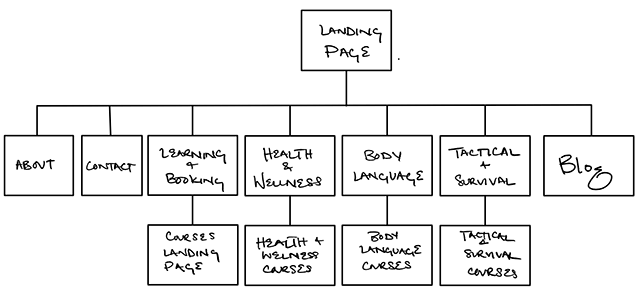 LANDING
PAGE
ABOUT
CONTACT
LEARNING
+
BOOKING
HEALTH
&
WELLNESS
BODY
LANGUAGE
TACTICAL
+
SURVIVAL
Blog
COURSES
LANDING
PAGE
HEALTH +
WELLNESS
COURSES
BODY
LANGUAGE
COURSES
TACTICAL
&
SURVIVAL
COURSES